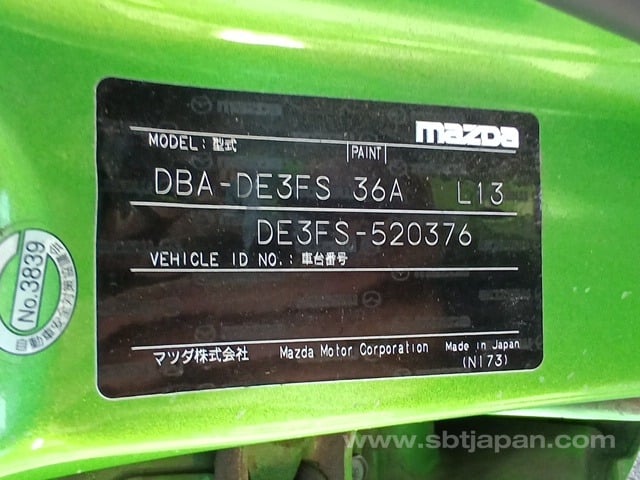 mazda
MODEL: 型式 PAINT
DBA-DE3FS 36A L13
DE3FS-520376
VEHICLE ID NO.: 車台番号
マツダ株式会社 Mazda Motor Corporation Made in Japan
(N173)
No.3839
www.sbtjapan.com